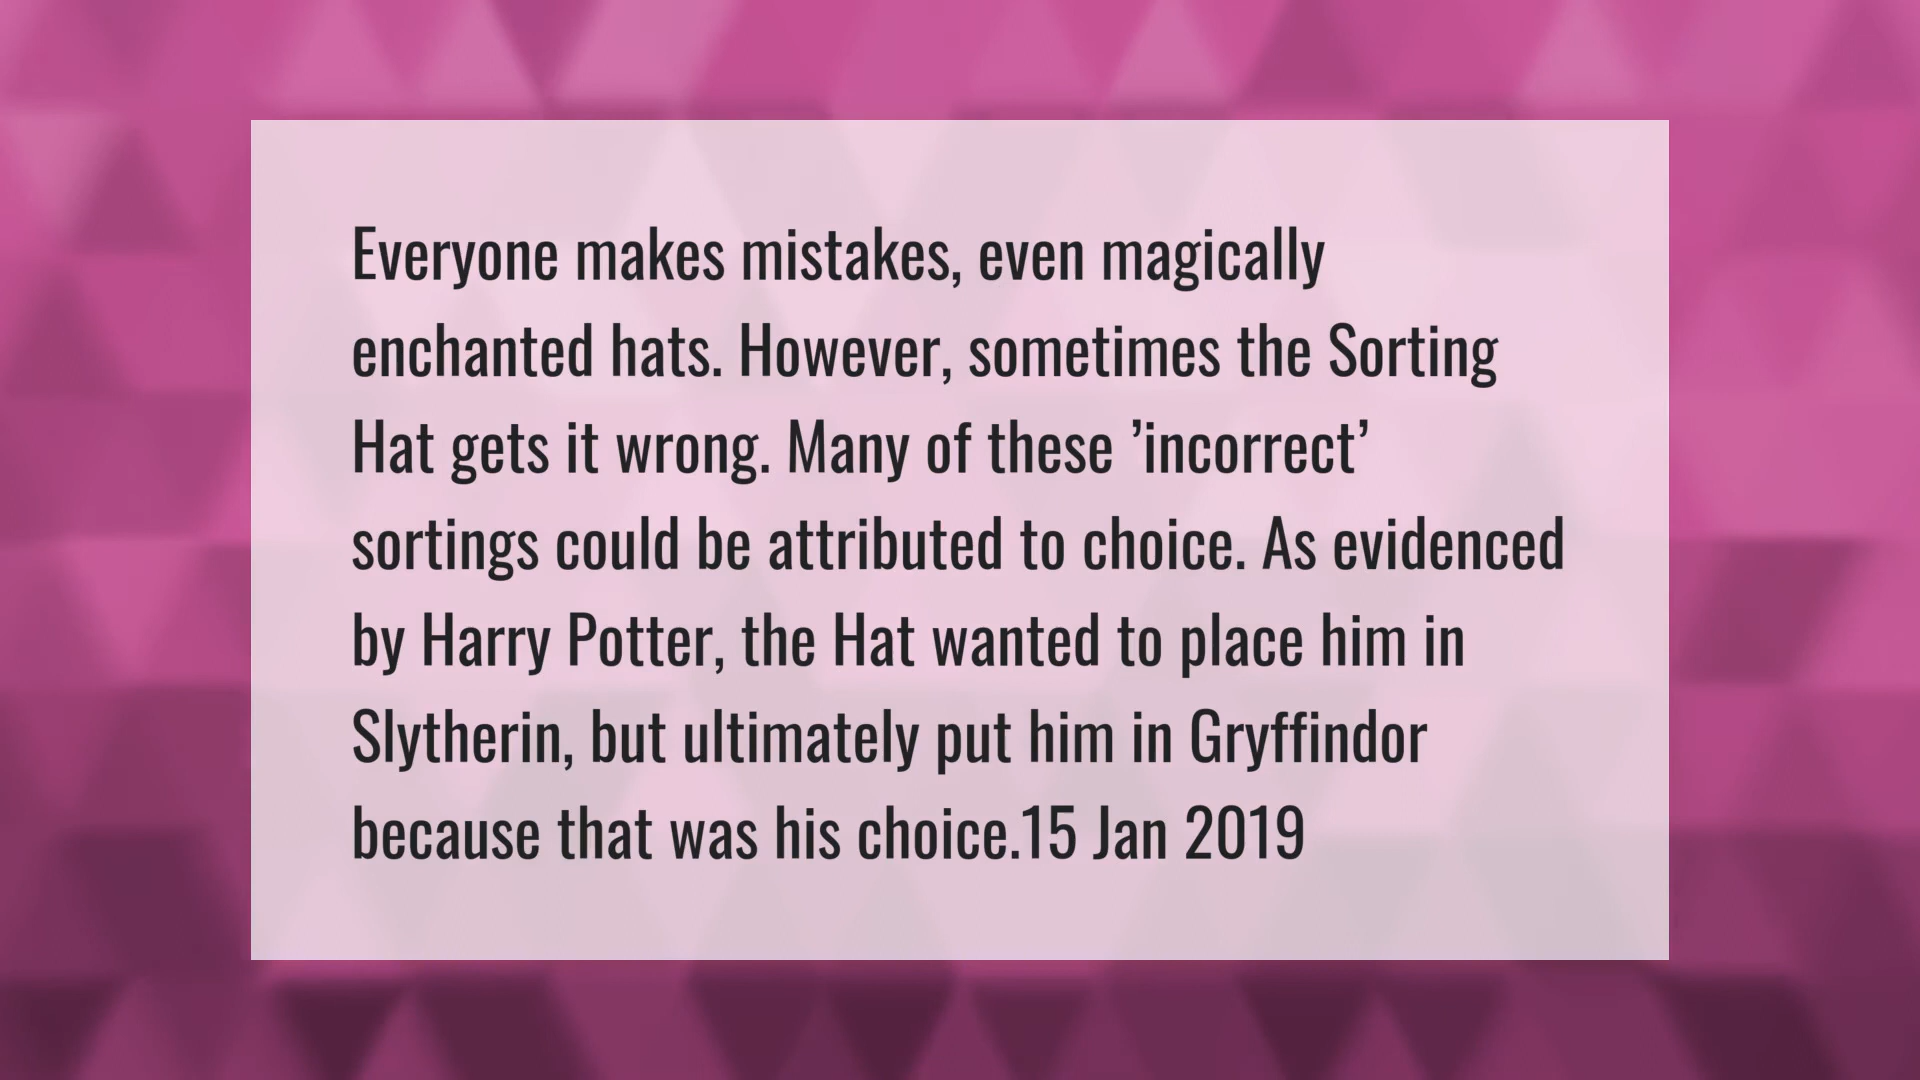 Everyone makes mistakes, even magically
enchanted hats. However, sometimes the Sorting
Hat gets it wrong. Many of these ’incorrect’
sortings could be attributed to choice. As evidenced
by Harry Potter, the Hat wanted to place him in
Slytherin, but ultimately put him in Gryffindor
because that was his choice.15 Jan 2019